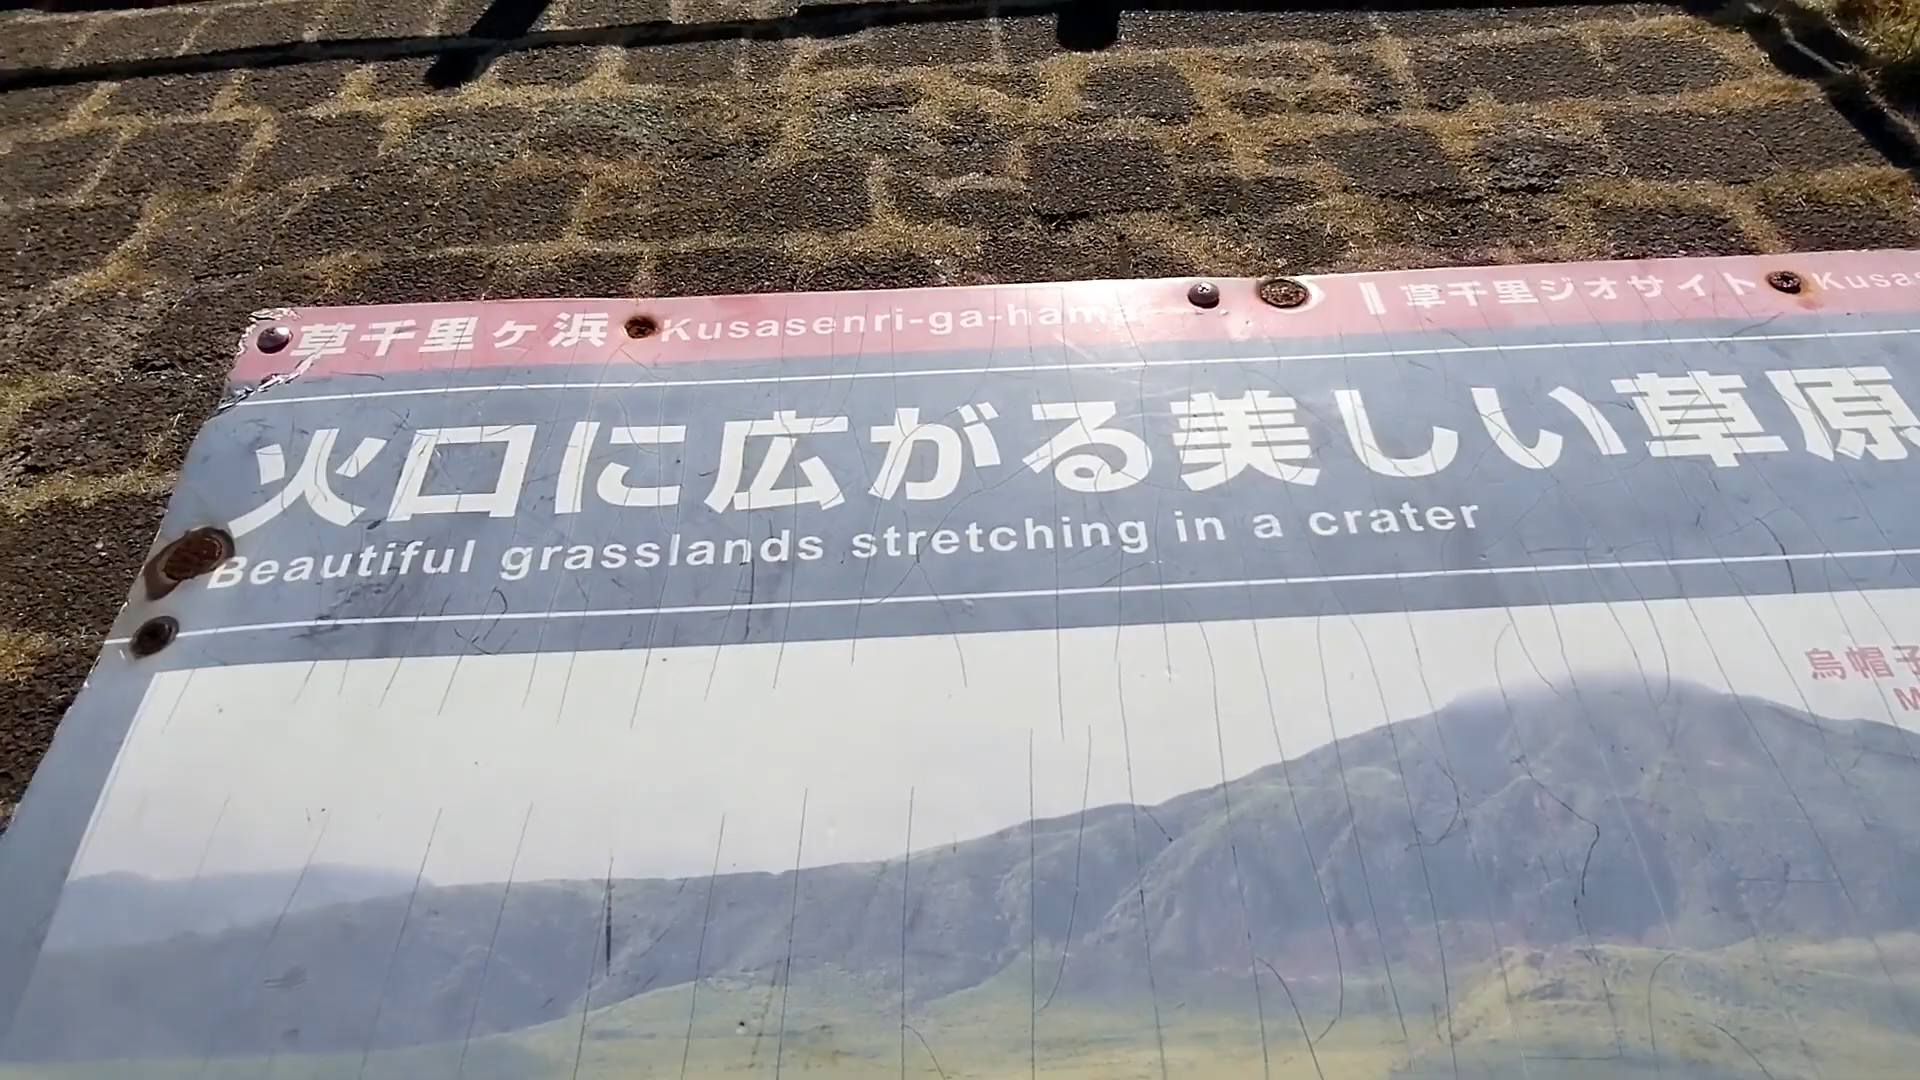 草千里ヶ浜 Kusasenri-ga-hama 草千里ジオサイト
火口に広がる美しい草原
Beautiful grasslands stretching in a crater
烏帽子